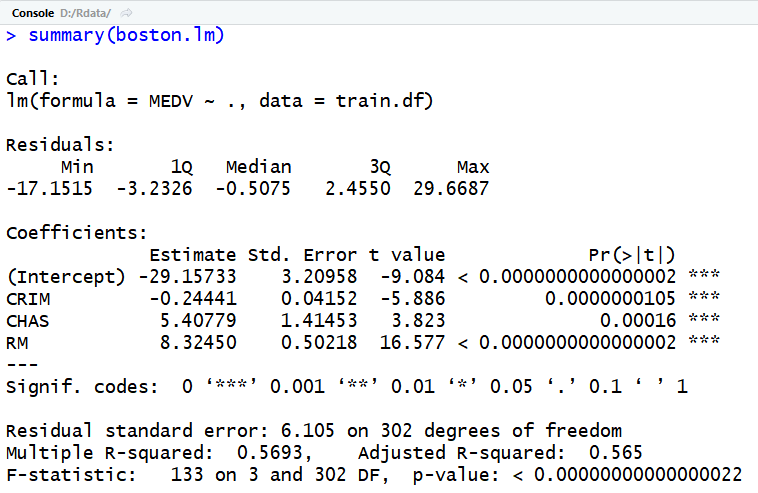 Console D:/Rdata/
> summary(boston.lm)
Call:
lm(formula = MEDV ~ ., data = train.df)
Residuals:
     Min       1Q   Median       3Q      Max
-17.1515  -3.2326  -0.5075   2.4550  29.6687
Coefficients:
             Estimate Std. Error t value             Pr(>|t|)
(Intercept) -29.15733    3.20958  -9.084 < 0.0000000000000002 ***
CRIM         -0.24441    0.04152  -5.886         0.0000000105 ***
CHAS          5.40779    1.41453   3.823              0.00016 ***
RM            8.32450    0.50218  16.577 < 0.0000000000000002 ***
---
Signif. codes:  0 ‘***’ 0.001 ‘**’ 0.01 ‘*’ 0.05 ‘.’ 0.1 ‘ ’ 1
Residual standard error: 6.105 on 302 degrees of freedom
Multiple R-squared:  0.5693,    Adjusted R-squared:  0.565
F-statistic:   133 on 3 and 302 DF,  p-value: < 0.00000000000000022